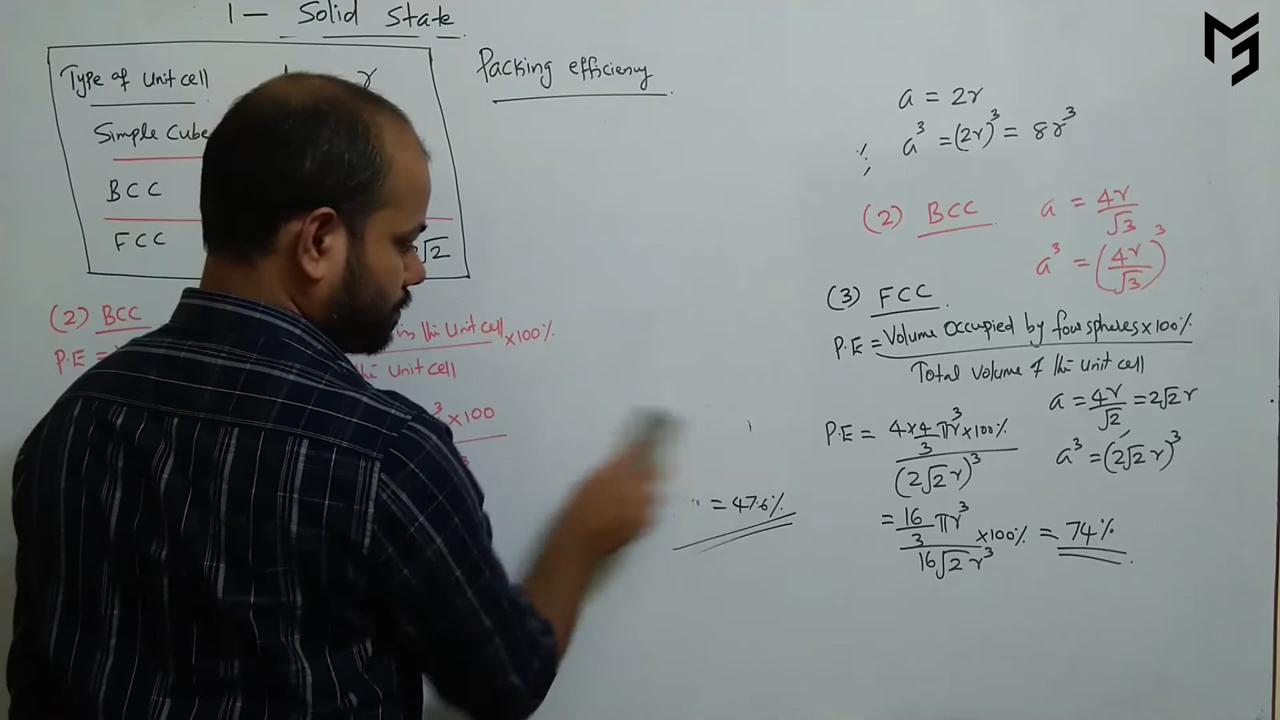 1 – Solid State
Type of Unit cell r
Simple Cube
BCC
FCC √2
Packing efficiency
(2) BCC
P.E = in the Unit cell ×100%
the unit cell
³ ×100
³
= 47.6%
a = 2r
a³ = (2r)³ = 8r³
(2) BCC a = 4r/√3
a³ = (4r/√3)³
(3) FCC
P.E = Volume Occupied by four spheres ×100%
Total volume of the unit cell
a = 4r/√2 = 2√2 r
P.E = 4×4/3 πr³ ×100%
(2√2 r)³
a³ = (2√2 r)³
= 16/3 πr³ ×100% = 74%
16√2 r³